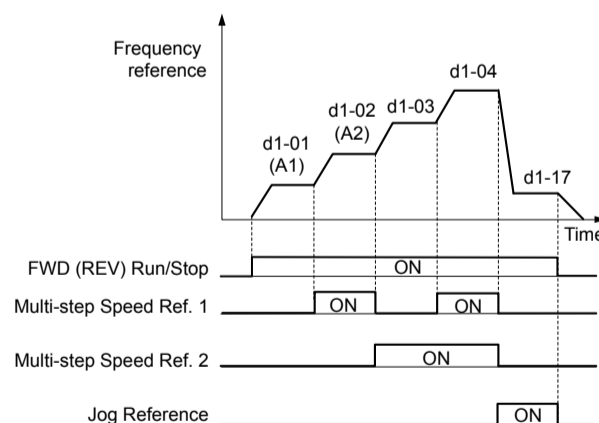 Frequency
reference
d1-01
(A1)
d1-02
(A2)
d1-03
d1-04
d1-17
Time
FWD (REV) Run/Stop
ON
Multi-step Speed Ref. 1
ON
ON
Multi-step Speed Ref. 2
ON
Jog Reference
ON